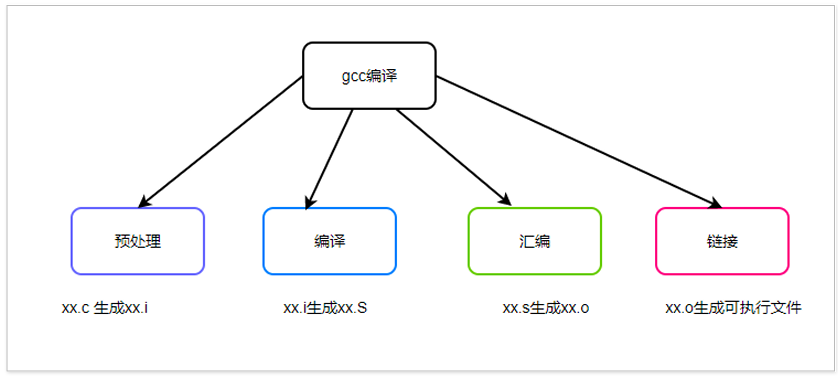 gcc编译
预处理
编译
汇编
链接
xx.c 生成xx.i
xx.i生成xx.S
xx.s生成xx.o
xx.o生成可执行文件